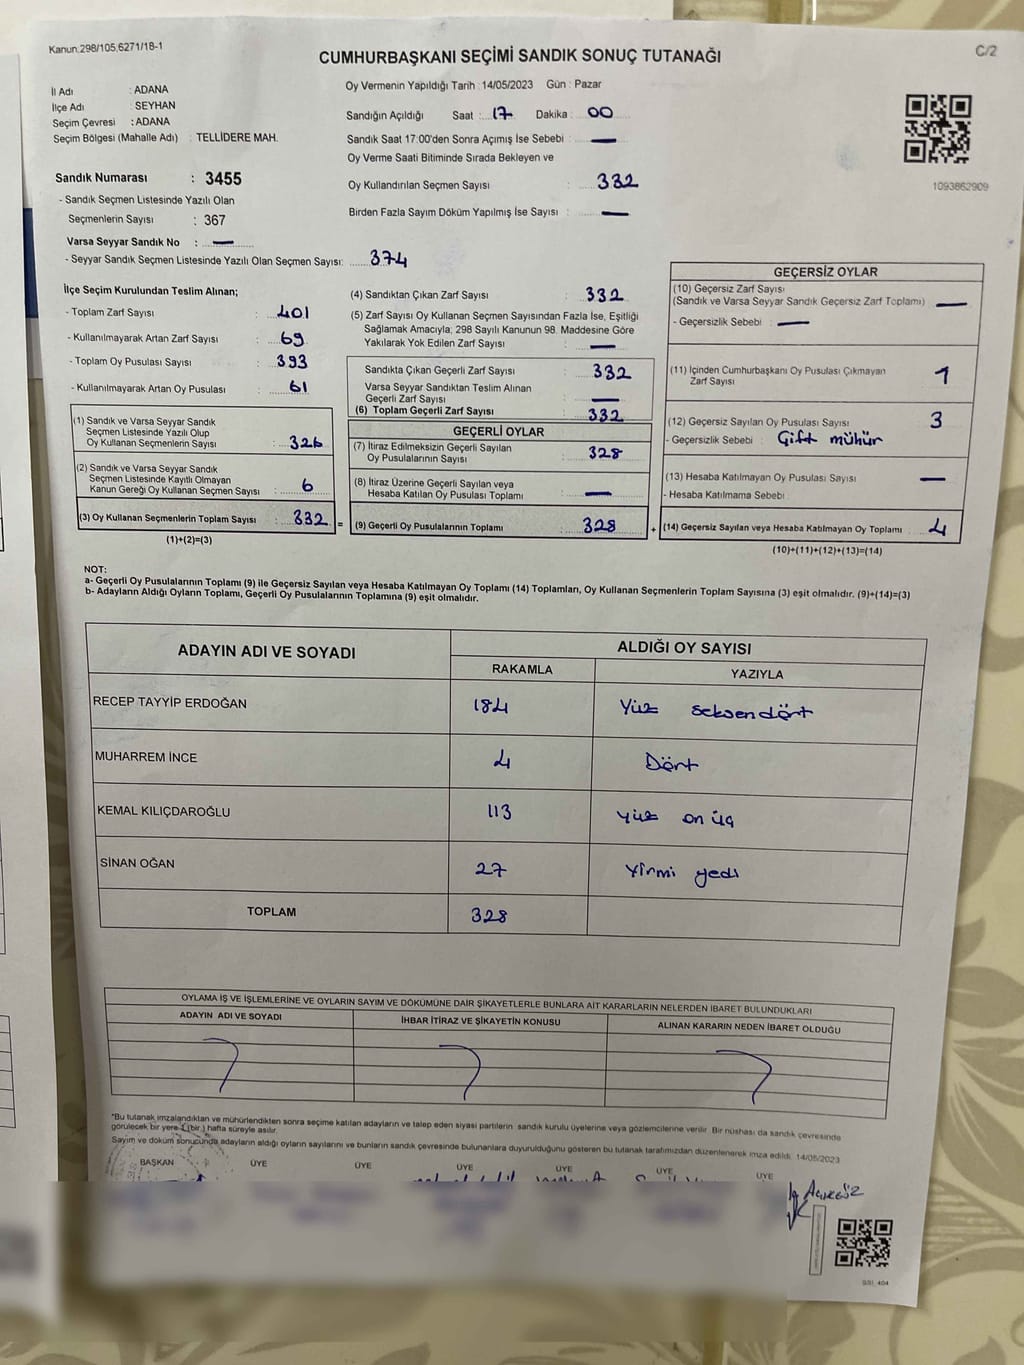 Kanun:298/105,6271/18-1
C/2
CUMHURBAŞKANI SEÇİMİ SANDIK SONUÇ TUTANAĞI
İl Adı : ADANA
İlçe Adı : SEYHAN
Seçim Çevresi : ADANA
Seçim Bölgesi (Mahalle Adı) : TELLİDERE MAH.
Oy Vermenin Yapıldığı Tarih : 14/05/2023 Gün : Pazar
Sandığın Açıldığı Saat : 17 Dakika : 00
Sandık Saat 17:00'den Sonra Açımış İse Sebebi : —
Oy Verme Saati Bitiminde Sırada Bekleyen ve
Oy Kullandırılan Seçmen Sayısı : 332
Birden Fazla Sayım Döküm Yapılmış İse Sayısı : —
1093862909
Sandık Numarası : 3455
- Sandık Seçmen Listesinde Yazılı Olan
Seçmenlerin Sayısı : 367
Varsa Seyyar Sandık No : —
- Seyyar Sandık Seçmen Listesinde Yazılı Olan Seçmen Sayısı: 374
İlçe Seçim Kurulundan Teslim Alınan;
- Toplam Zarf Sayısı : 401
- Kullanılmayarak Artan Zarf Sayısı : 69
- Toplam Oy Pusulası Sayısı : 393
- Kullanılmayarak Artan Oy Pusulası : 61
(1) Sandık ve Varsa Seyyar Sandık
Seçmen Listesinde Yazılı Olup
Oy Kullanan Seçmenlerin Sayısı : 326
(2) Sandık ve Varsa Seyyar Sandık
Seçmen Listesinde Kayıtlı Olmayan
Kanun Gereği Oy Kullanan Seçmen Sayısı : 6
(3) Oy Kullanan Seçmenlerin Toplam Sayısı : 332 =
(1)+(2)=(3)
(4) Sandıktan Çıkan Zarf Sayısı : 332
(5) Zarf Sayısı Oy Kullanan Seçmen Sayısından Fazla İse, Eşitliği
Sağlamak Amacıyla; 298 Sayılı Kanunun 98. Maddesine Göre
Yakılarak Yok Edilen Zarf Sayısı : —
Sandıkta Çıkan Geçerli Zarf Sayısı : 332
Varsa Seyyar Sandıktan Teslim Alınan
Geçerli Zarf Sayısı : —
(6) Toplam Geçerli Zarf Sayısı : 332
GEÇERLİ OYLAR
(7) İtiraz Edilmeksizin Geçerli Sayılan
Oy Pusulalarının Sayısı : 328
(8) İtiraz Üzerine Geçerli Sayılan veya
Hesaba Katılan Oy Pusulası Toplamı : —
(9) Geçerli Oy Pusulalarının Toplamı : 328 +
GEÇERSİZ OYLAR
(10) Geçersiz Zarf Sayısı
(Sandık ve Varsa Seyyar Sandık Geçersiz Zarf Toplamı) —
- Geçersizlik Sebebi : —
(11) İçinden Cumhurbaşkanı Oy Pusulası Çıkmayan
Zarf Sayısı 1
(12) Geçersiz Sayılan Oy Pusulası Sayısı 3
- Geçersizlik Sebebi : Çift mühür
(13) Hesaba Katılmayan Oy Pusulası Sayısı —
- Hesaba Katılmama Sebebi
(14) Geçersiz Sayılan veya Hesaba Katılmayan Oy Toplamı 4
(10)+(11)+(12)+(13)=(14)
NOT:
a- Geçerli Oy Pusulalarının Toplamı (9) ile Geçersiz Sayılan veya Hesaba Katılmayan Oy Toplamı (14) Toplamları, Oy Kullanan Seçmenlerin Toplam Sayısına (3) eşit olmalıdır. (9)+(14)=(3)
b- Adayların Aldığı Oyların Toplamı, Geçerli Oy Pusulalarının Toplamına (9) eşit olmalıdır.
ADAYIN ADI VE SOYADI
ALDIĞI OY SAYISI
RAKAMLA YAZIYLA
RECEP TAYYİP ERDOĞAN 184 Yüz seksendört
MUHARREM İNCE 4 Dört
KEMAL KILIÇDAROĞLU 113 Yüz on üç
SİNAN OĞAN 27 Yirmi yedi
TOPLAM 328
OYLAMA İŞ VE İŞLEMLERİNE VE OYLARIN SAYIM VE DÖKÜMÜNE DAİR ŞİKAYETLERLE BUNLARA AİT KARARLARIN NELERDEN İBARET BULUNDUKLARI
ADAYIN ADI VE SOYADI İHBAR İTİRAZ VE ŞİKAYETİN KONUSU ALINAN KARARIN NEDEN İBARET OLDUĞU
*Bu tutanak imzalandıktan ve mühürlendikten sonra seçime katılan adayların ve talep eden siyasi partilerin sandık kurulu üyelerine veya gözlemcilerine verilir. Bir nüshası da sandık çevresinde
görülecek bir yere 1 (bir) hafta süreyle asılır.
Sayım ve döküm sonucunda adayların aldığı oyların sayılarını ve bunların sandık çevresinde bulunanlara duyurulduğunu gösteren bu tutanak tarafımızdan düzenlenerek imza edildi. 14/05/2023
BAŞKAN ÜYE ÜYE ÜYE ÜYE ÜYE ÜYE